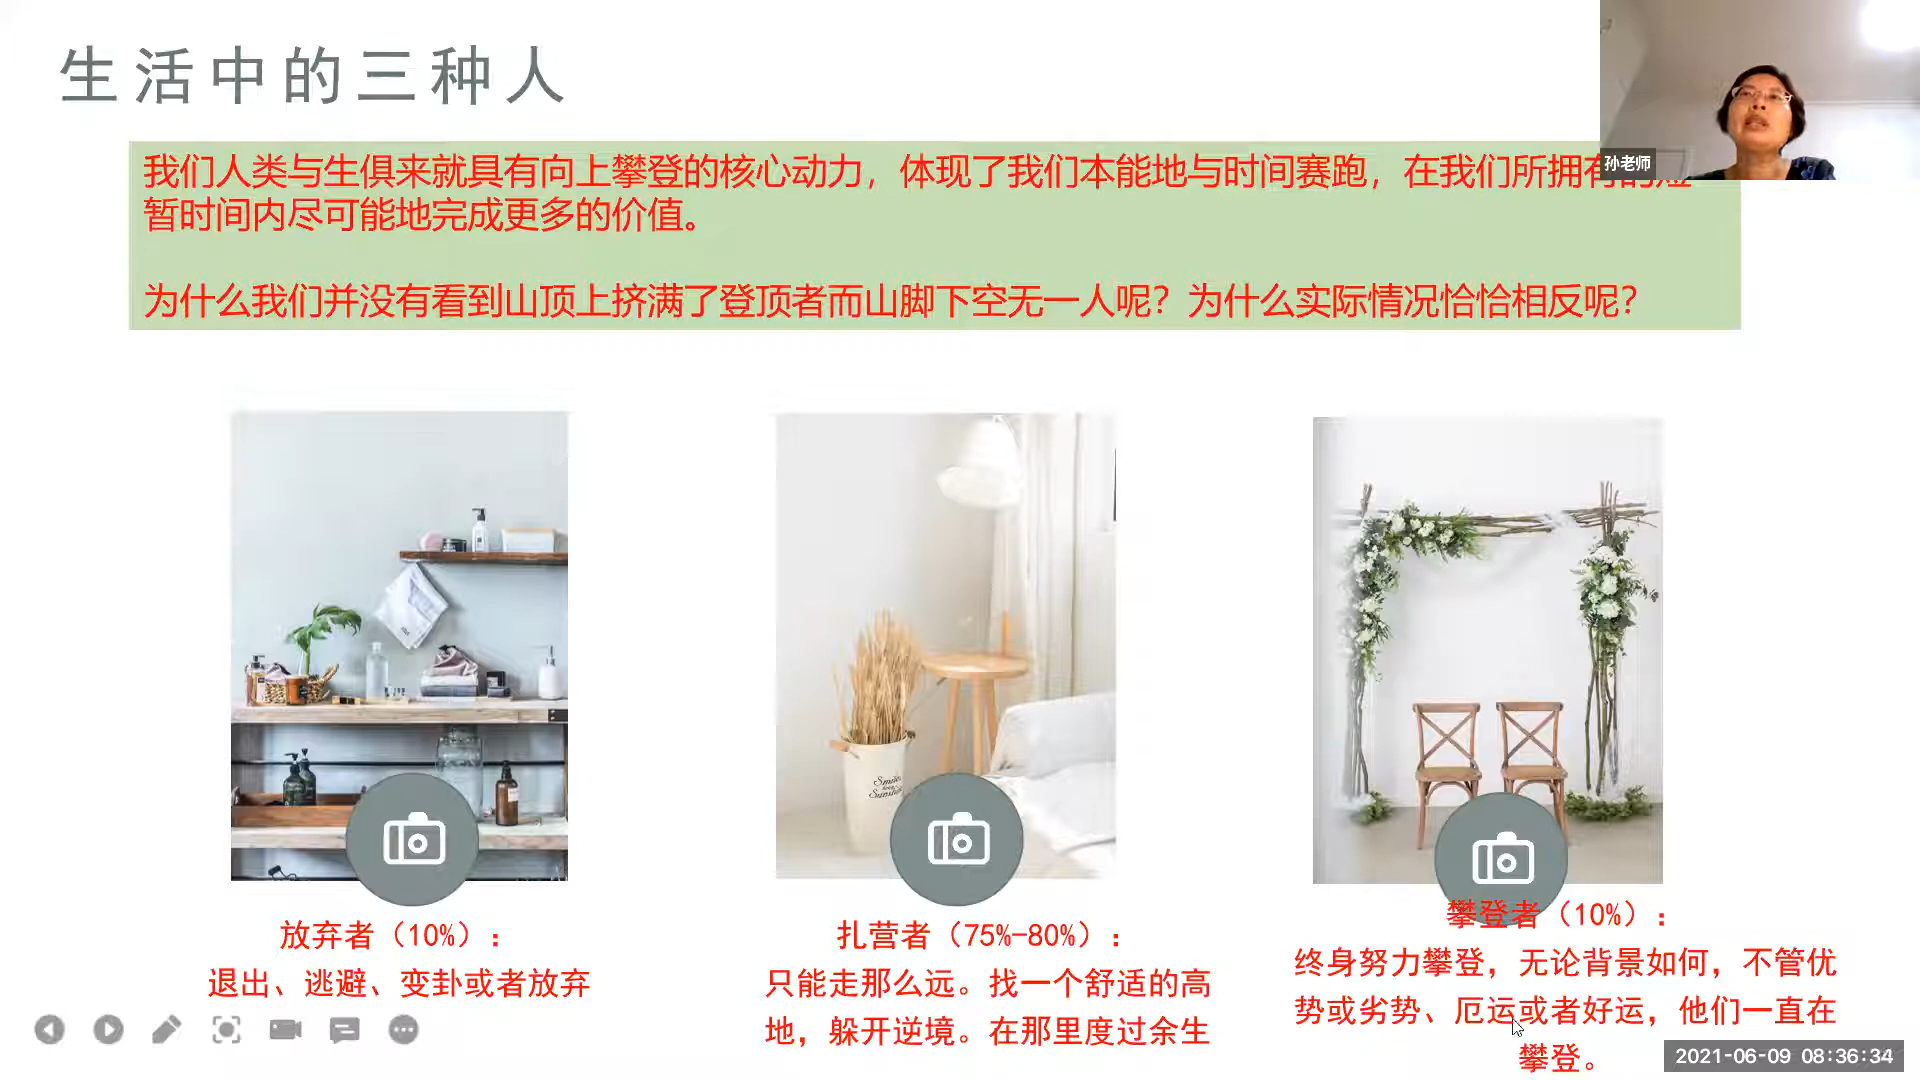 生活中的三种人
我们人类与生俱来就具有向上攀登的核心动力，体现了我们本能地与时间赛跑，在我们所拥有的短
暂时间内尽可能地完成更多的价值。
为什么我们并没有看到山顶上挤满了登顶者而山脚下空无一人呢？为什么实际情况恰恰相反呢？
孙老师
放弃者（10%）：
退出、逃避、变卦或者放弃
扎营者（75%-80%）：
只能走那么远。找一个舒适的高
地，躲开逆境。在那里度过余生
攀登者（10%）：
终身努力攀登，无论背景如何，不管优
势或劣势、厄运或者好运，他们一直在
攀登。
2021-06-09 08:36:34